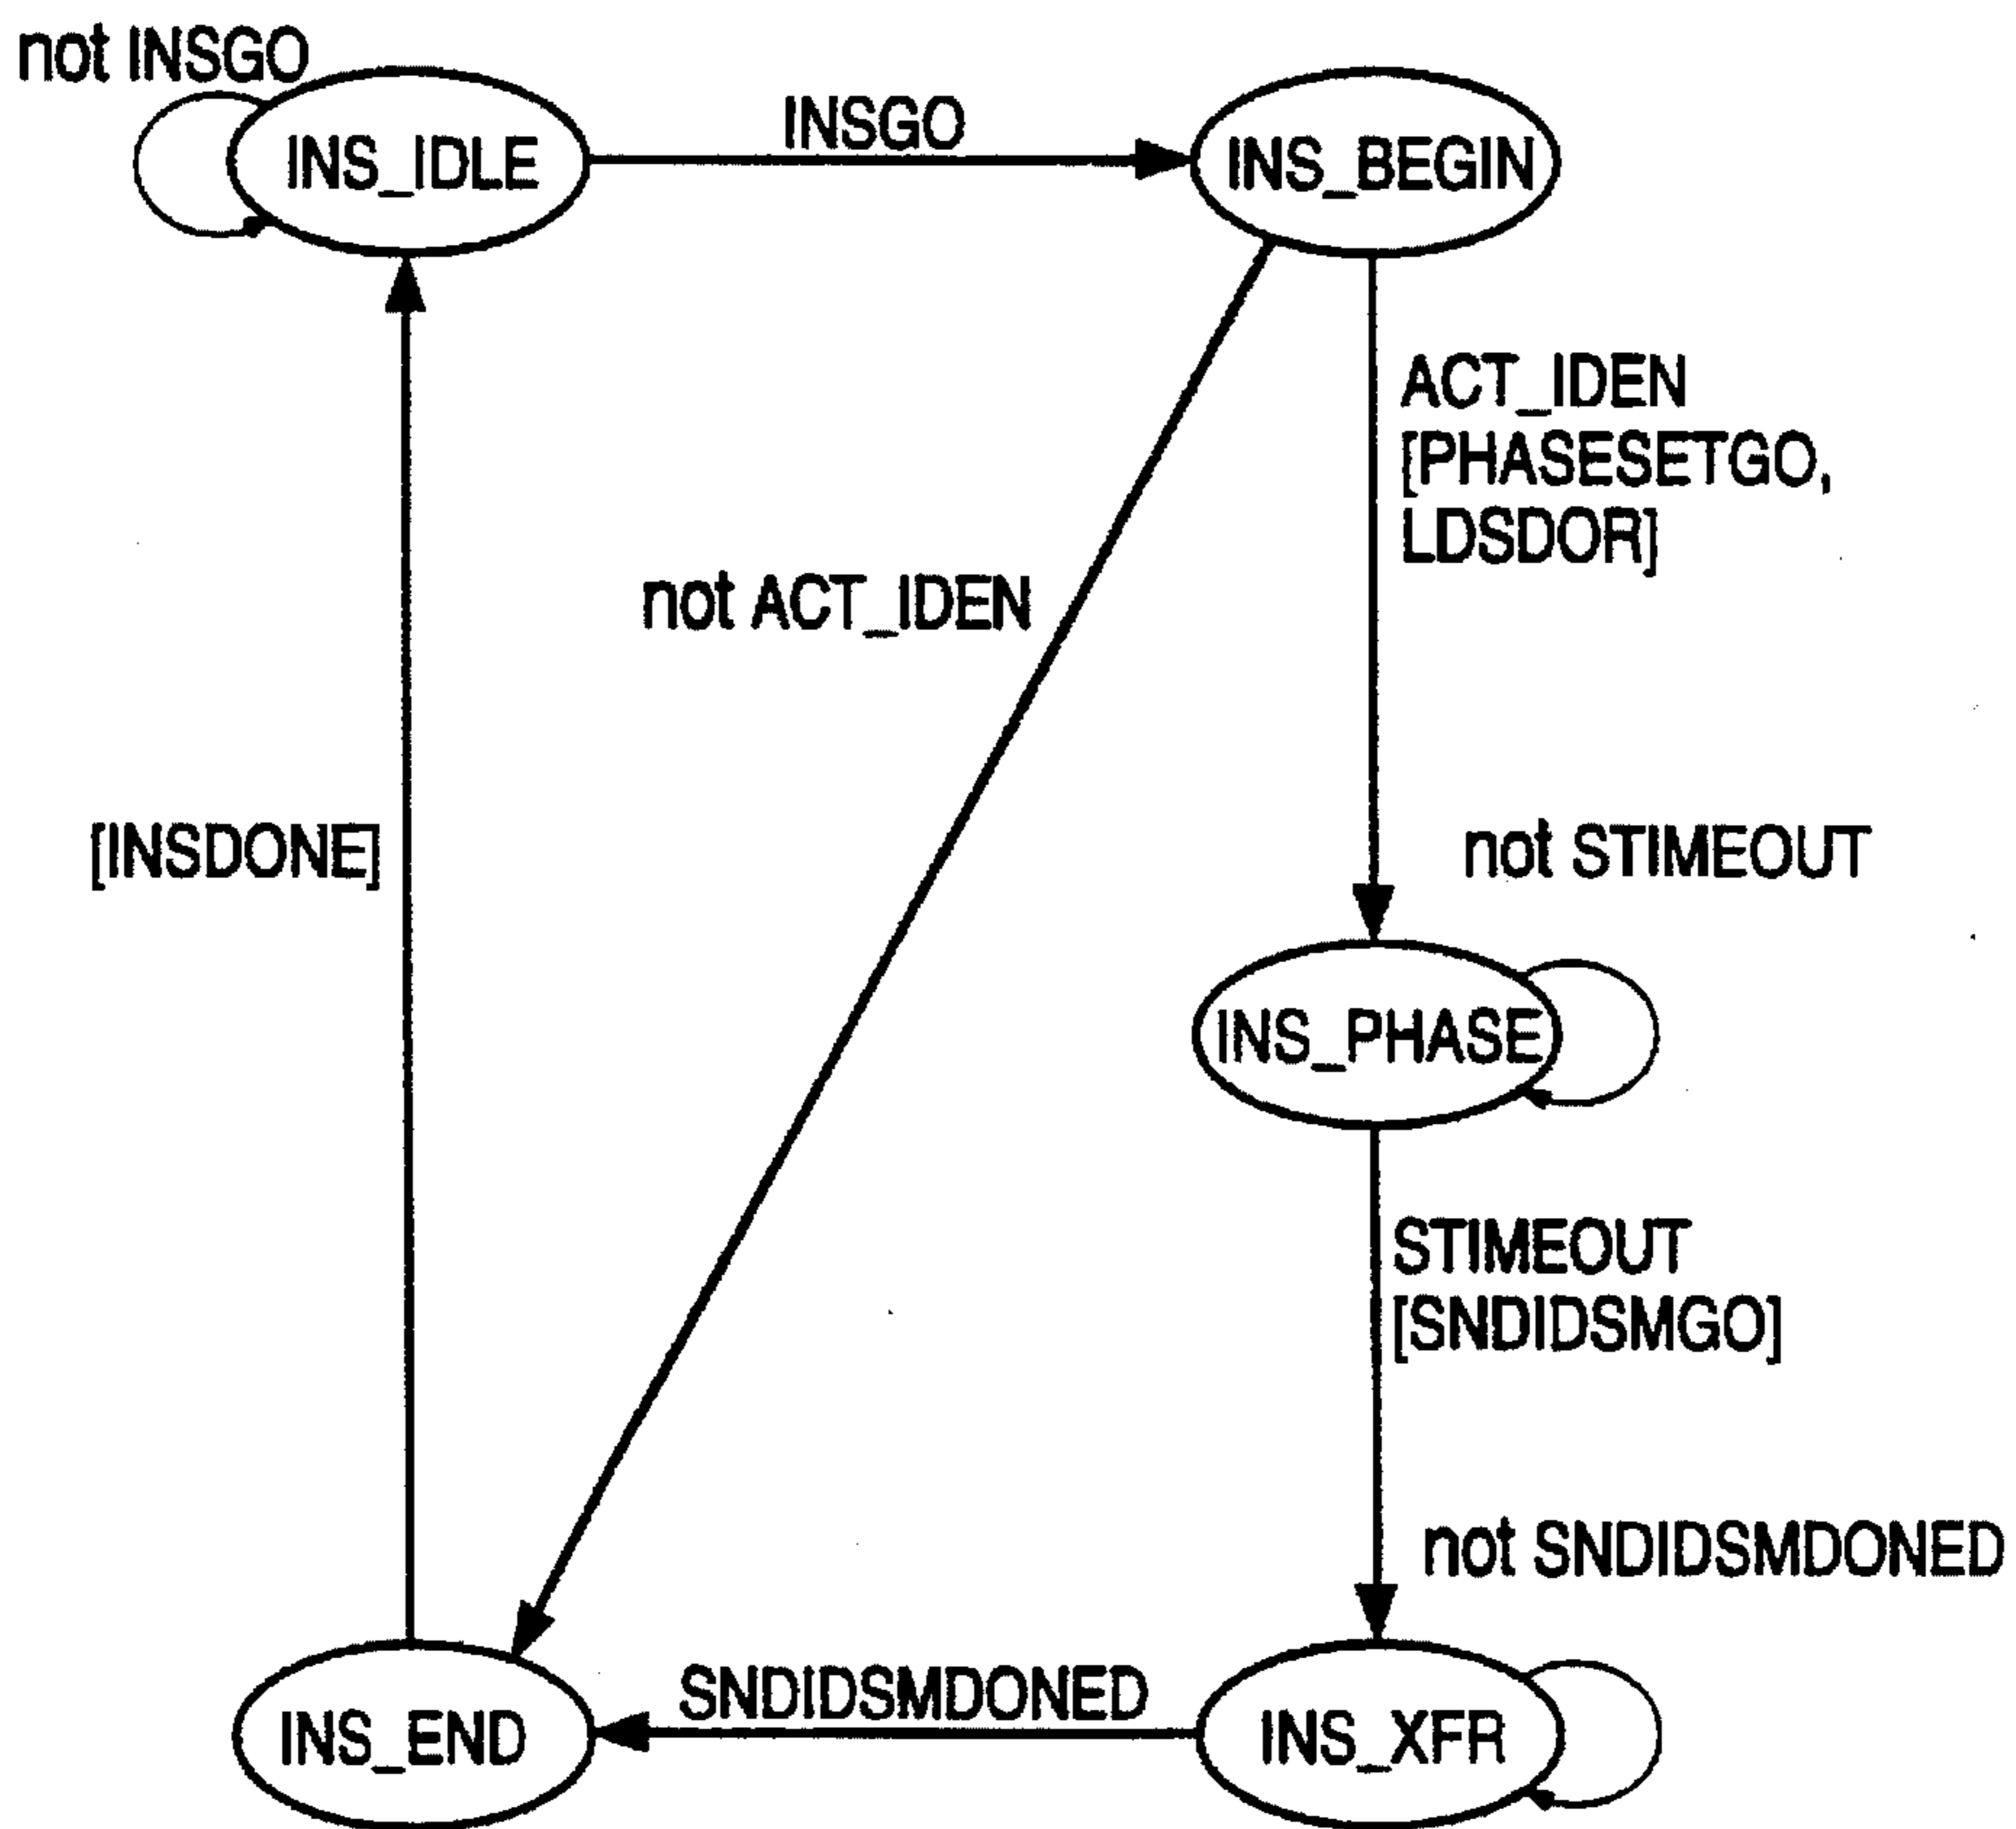 not INSGO
INS_IDLE
INSGO
INS_BEGIN
ACT_IDEN
[PHASESETGO,
LDSDOR]
not ACT_IDEN
[INSDONE]
not STIMEOUT
INS_PHASE
STIMEOUT
[SNDIDSMGO]
not SNDIDSMDONED
SNDIDSMDONED
INS_END
INS_XFR